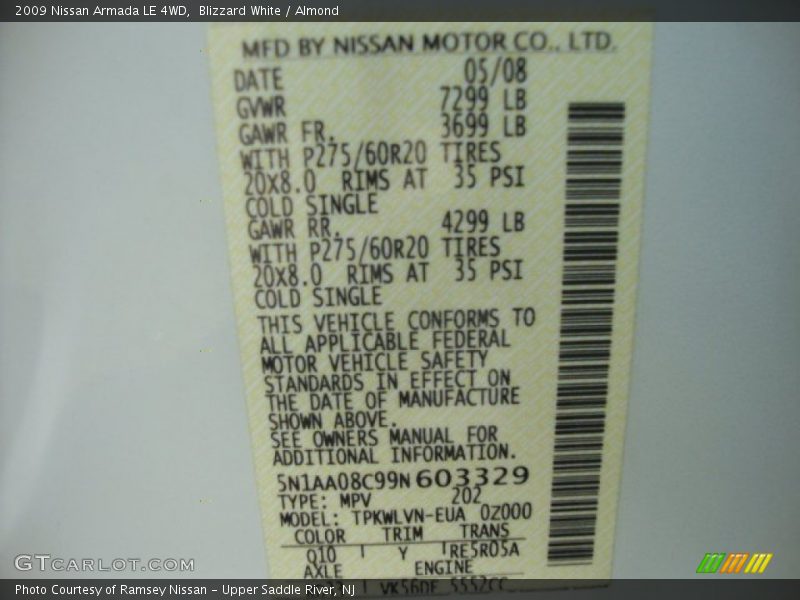 2009 Nissan Armada LE 4WD, Blizzard White / Almond
MFD BY NISSAN MOTOR CO., LTD.
DATE 05/08
GVWR 7299 LB
GAWR FR. 3699 LB
WITH P275/60R20 TIRES
20X8.0 RIMS AT 35 PSI
COLD SINGLE
GAWR RR. 4299 LB
WITH P275/60R20 TIRES
20X8.0 RIMS AT 35 PSI
COLD SINGLE
THIS VEHICLE CONFORMS TO
ALL APPLICABLE FEDERAL
MOTOR VEHICLE SAFETY
STANDARDS IN EFFECT ON
THE DATE OF MANUFACTURE
SHOWN ABOVE.
SEE OWNERS MANUAL FOR
ADDITIONAL INFORMATION.
5N1AA08C99N603329
TYPE: MPV 202
MODEL: TPKWLVN-EUA 0Z000
COLOR TRIM TRANS
Q10 Y RE5R05A
AXLE ENGINE
VK56DE 5552CC
GTCARLOT.COM
Photo Courtesy of Ramsey Nissan - Upper Saddle River, NJ